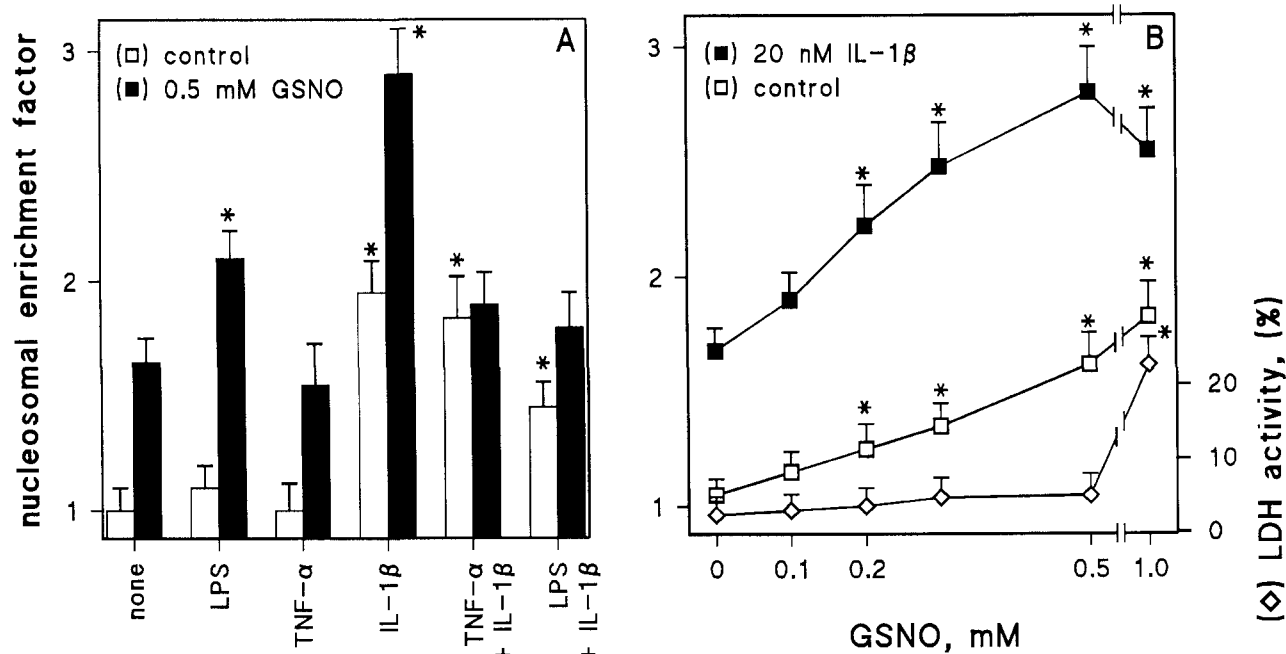 nucleosomal enrichment factor
3
2
1
(□) control
(■) 0.5 mM GSNO
A
*
*
*
*
*
none
LPS
TNF-α
IL-1β
TNF-α + IL-1β
LPS + IL-1β
3
2
1
(■) 20 nM IL-1β
(□) control
B
*
*
*
*
*
*
*
*
*
0
0.1
0.2
0.5
1.0
GSNO, mM
20
10
0
(◇) LDH activity, (%)